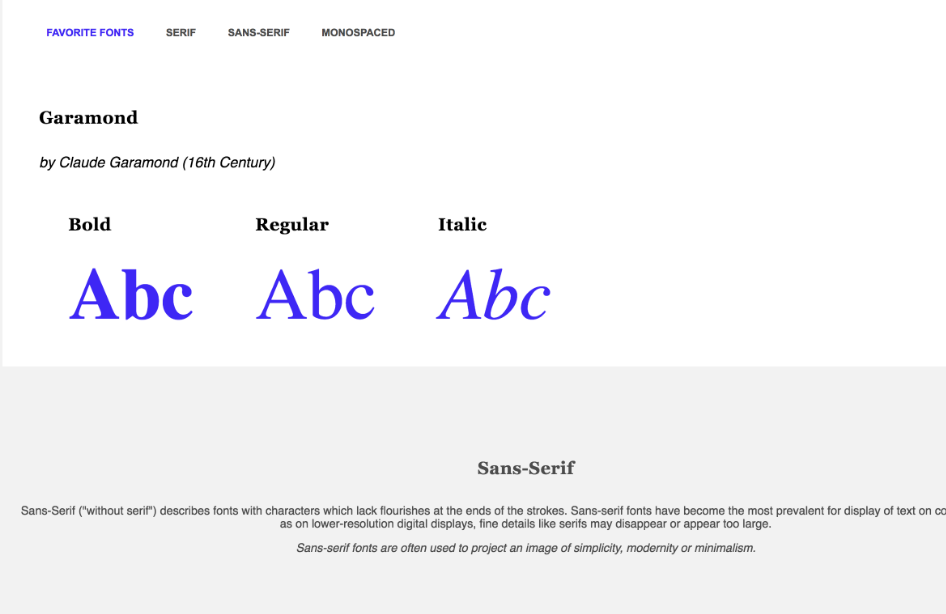 FAVORITE FONTS SERIF SANS-SERIF MONOSPACED
Garamond
by Claude Garamond (16th Century)
Bold Regular Italic
Abc Abc Abc
Sans-Serif
Sans-Serif ("without serif") describes fonts with characters which lack flourishes at the ends of the strokes. Sans-serif fonts have become the most prevalent for display of text on
as on lower-resolution digital displays, fine details like serifs may disappear or appear too large.
Sans-serif fonts are often used to project an image of simplicity, modernity or minimalism.